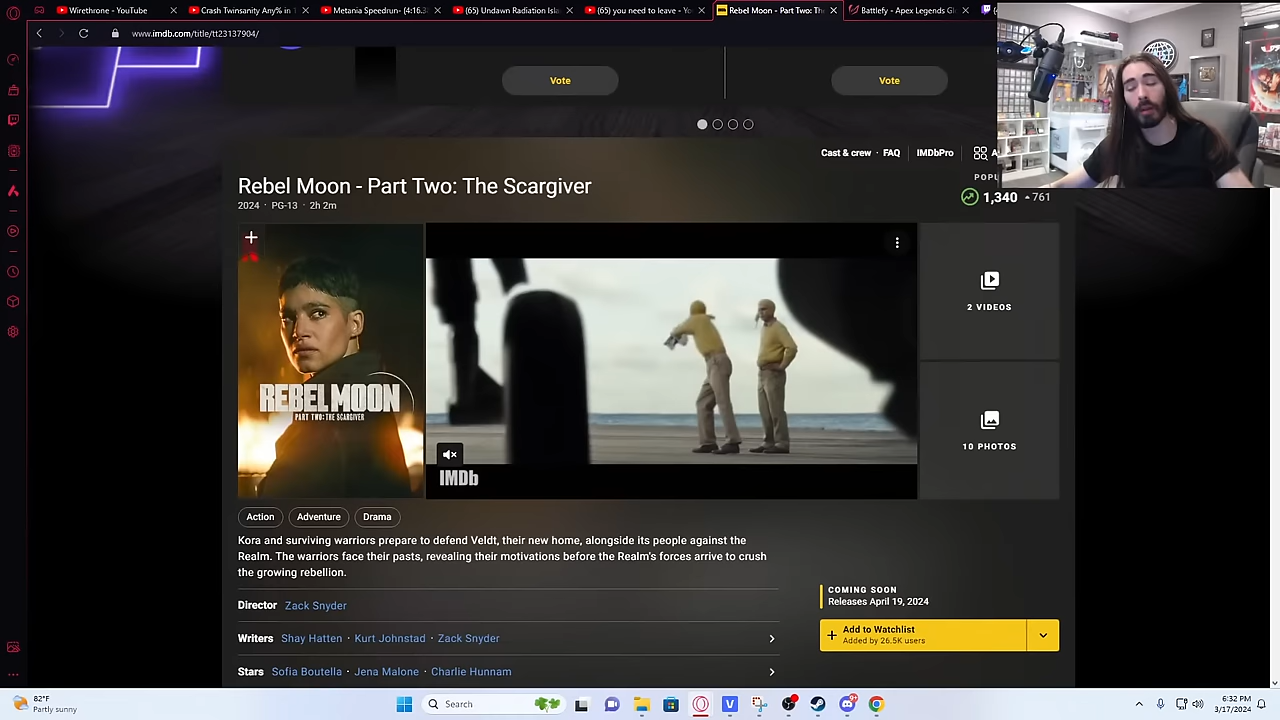 Wirethrone - YouTube
Crash Twinsanity Any% in 1
Metania Speedrun- (4:16.3
(65) Undawn Radiation Isla
(65) you need to leave - Yo
Rebel Moon - Part Two: The
Battlefy - Apex Legends Gl
www.imdb.com/title/tt23137904/
Vote
Vote
Cast & crew · FAQ
IMDbPro
A
POPU
Rebel Moon - Part Two: The Scargiver
2024 · PG-13 · 2h 2m
1,340
761
REBEL MOON
PART TWO: THE SCARGIVER
IMDb
2 VIDEOS
10 PHOTOS
Action
Adventure
Drama
Kora and surviving warriors prepare to defend Veldt, their new home, alongside its people against the
Realm. The warriors face their pasts, revealing their motivations before the Realm's forces arrive to crush
the growing rebellion.
Director Zack Snyder
Writers Shay Hatten · Kurt Johnstad · Zack Snyder
Stars Sofia Boutella · Jena Malone · Charlie Hunnam
COMING SOON
Releases April 19, 2024
Add to Watchlist
Added by 26.5K users
82°F
Partly sunny
Search
6:32 PM
3/17/2024